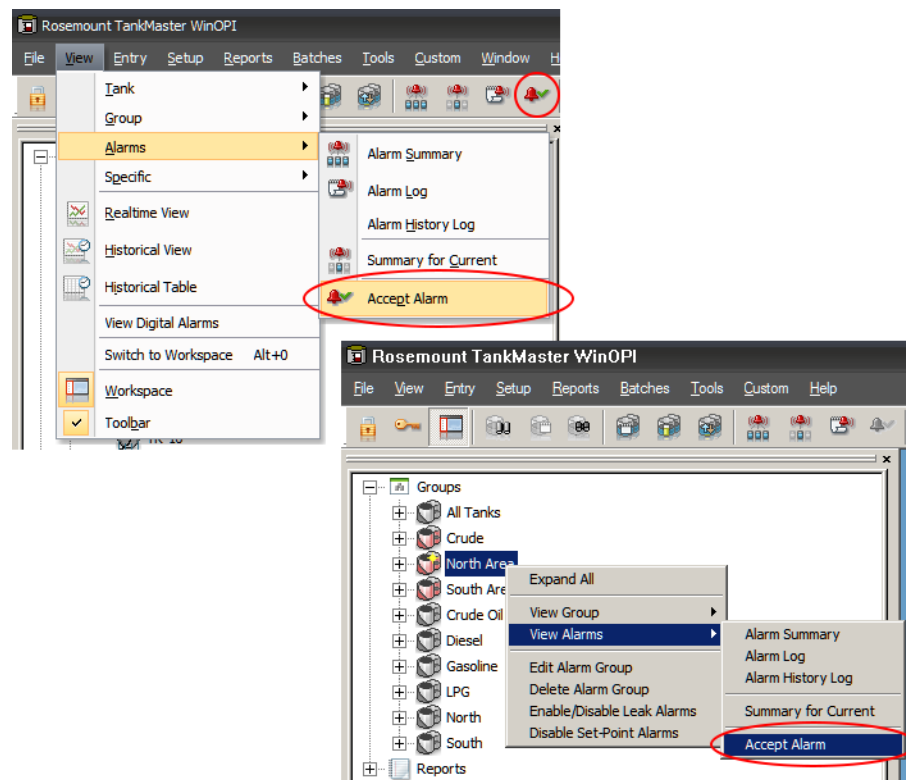 Rosemount TankMaster WinOPI
File View Entry Setup Reports Batches Tools Custom Window H
Tank
Group
Alarms
Specific
Realtime View
Historical View
Historical Table
View Digital Alarms
Switch to Workspace Alt+0
Workspace
Toolbar
Alarm Summary
Alarm Log
Alarm History Log
Summary for Current
Accept Alarm
Rosemount TankMaster WinOPI
File View Entry Setup Reports Batches Tools Custom Help
Groups
All Tanks
Crude
North Area
South Are
Crude Oil
Diesel
Gasoline
LPG
North
South
Reports
Expand All
View Group
View Alarms
Edit Alarm Group
Delete Alarm Group
Enable/Disable Leak Alarms
Disable Set-Point Alarms
Alarm Summary
Alarm Log
Alarm History Log
Summary for Current
Accept Alarm